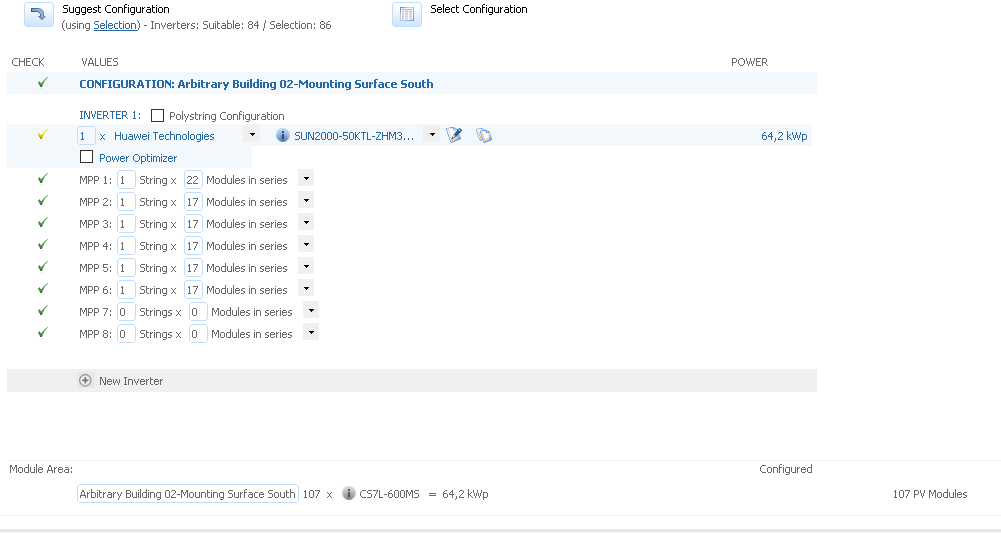 Suggest Configuration
(using Selection) - Inverters: Suitable: 84 / Selection: 86
Select Configuration
CHECK VALUES POWER
CONFIGURATION: Arbitrary Building 02-Mounting Surface South
INVERTER 1: Polystring Configuration
1 x Huawei Technologies SUN2000-50KTL-ZHM3... 64,2 kWp
Power Optimizer
MPP 1: 1 String x 22 Modules in series
MPP 2: 1 String x 17 Modules in series
MPP 3: 1 String x 17 Modules in series
MPP 4: 1 String x 17 Modules in series
MPP 5: 1 String x 17 Modules in series
MPP 6: 1 String x 17 Modules in series
MPP 7: 0 Strings x 0 Modules in series
MPP 8: 0 Strings x 0 Modules in series
New Inverter
Module Area: Configured
Arbitrary Building 02-Mounting Surface South 107 x CS7L-600MS = 64,2 kWp 107 PV Modules